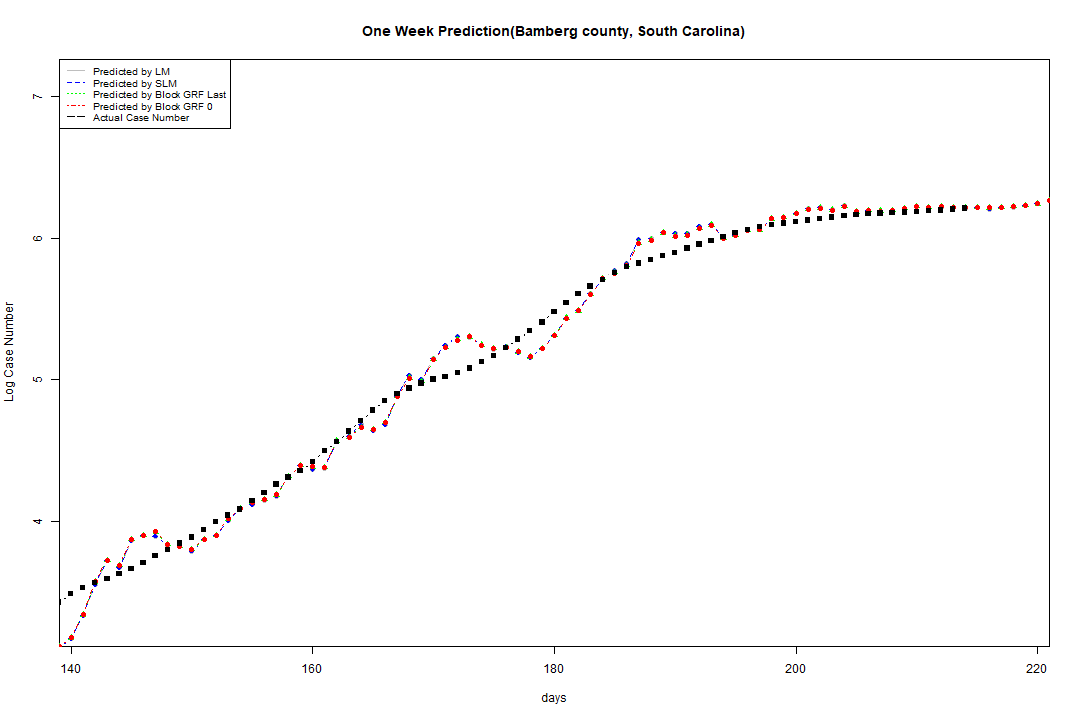 One Week Prediction(Bamberg county, South Carolina)
Predicted by LM
Predicted by SLM
Predicted by Block GRF Last
Predicted by Block GRF 0
Actual Case Number
7
6
5
4
Log Case Number
140 160 180 200 220
days